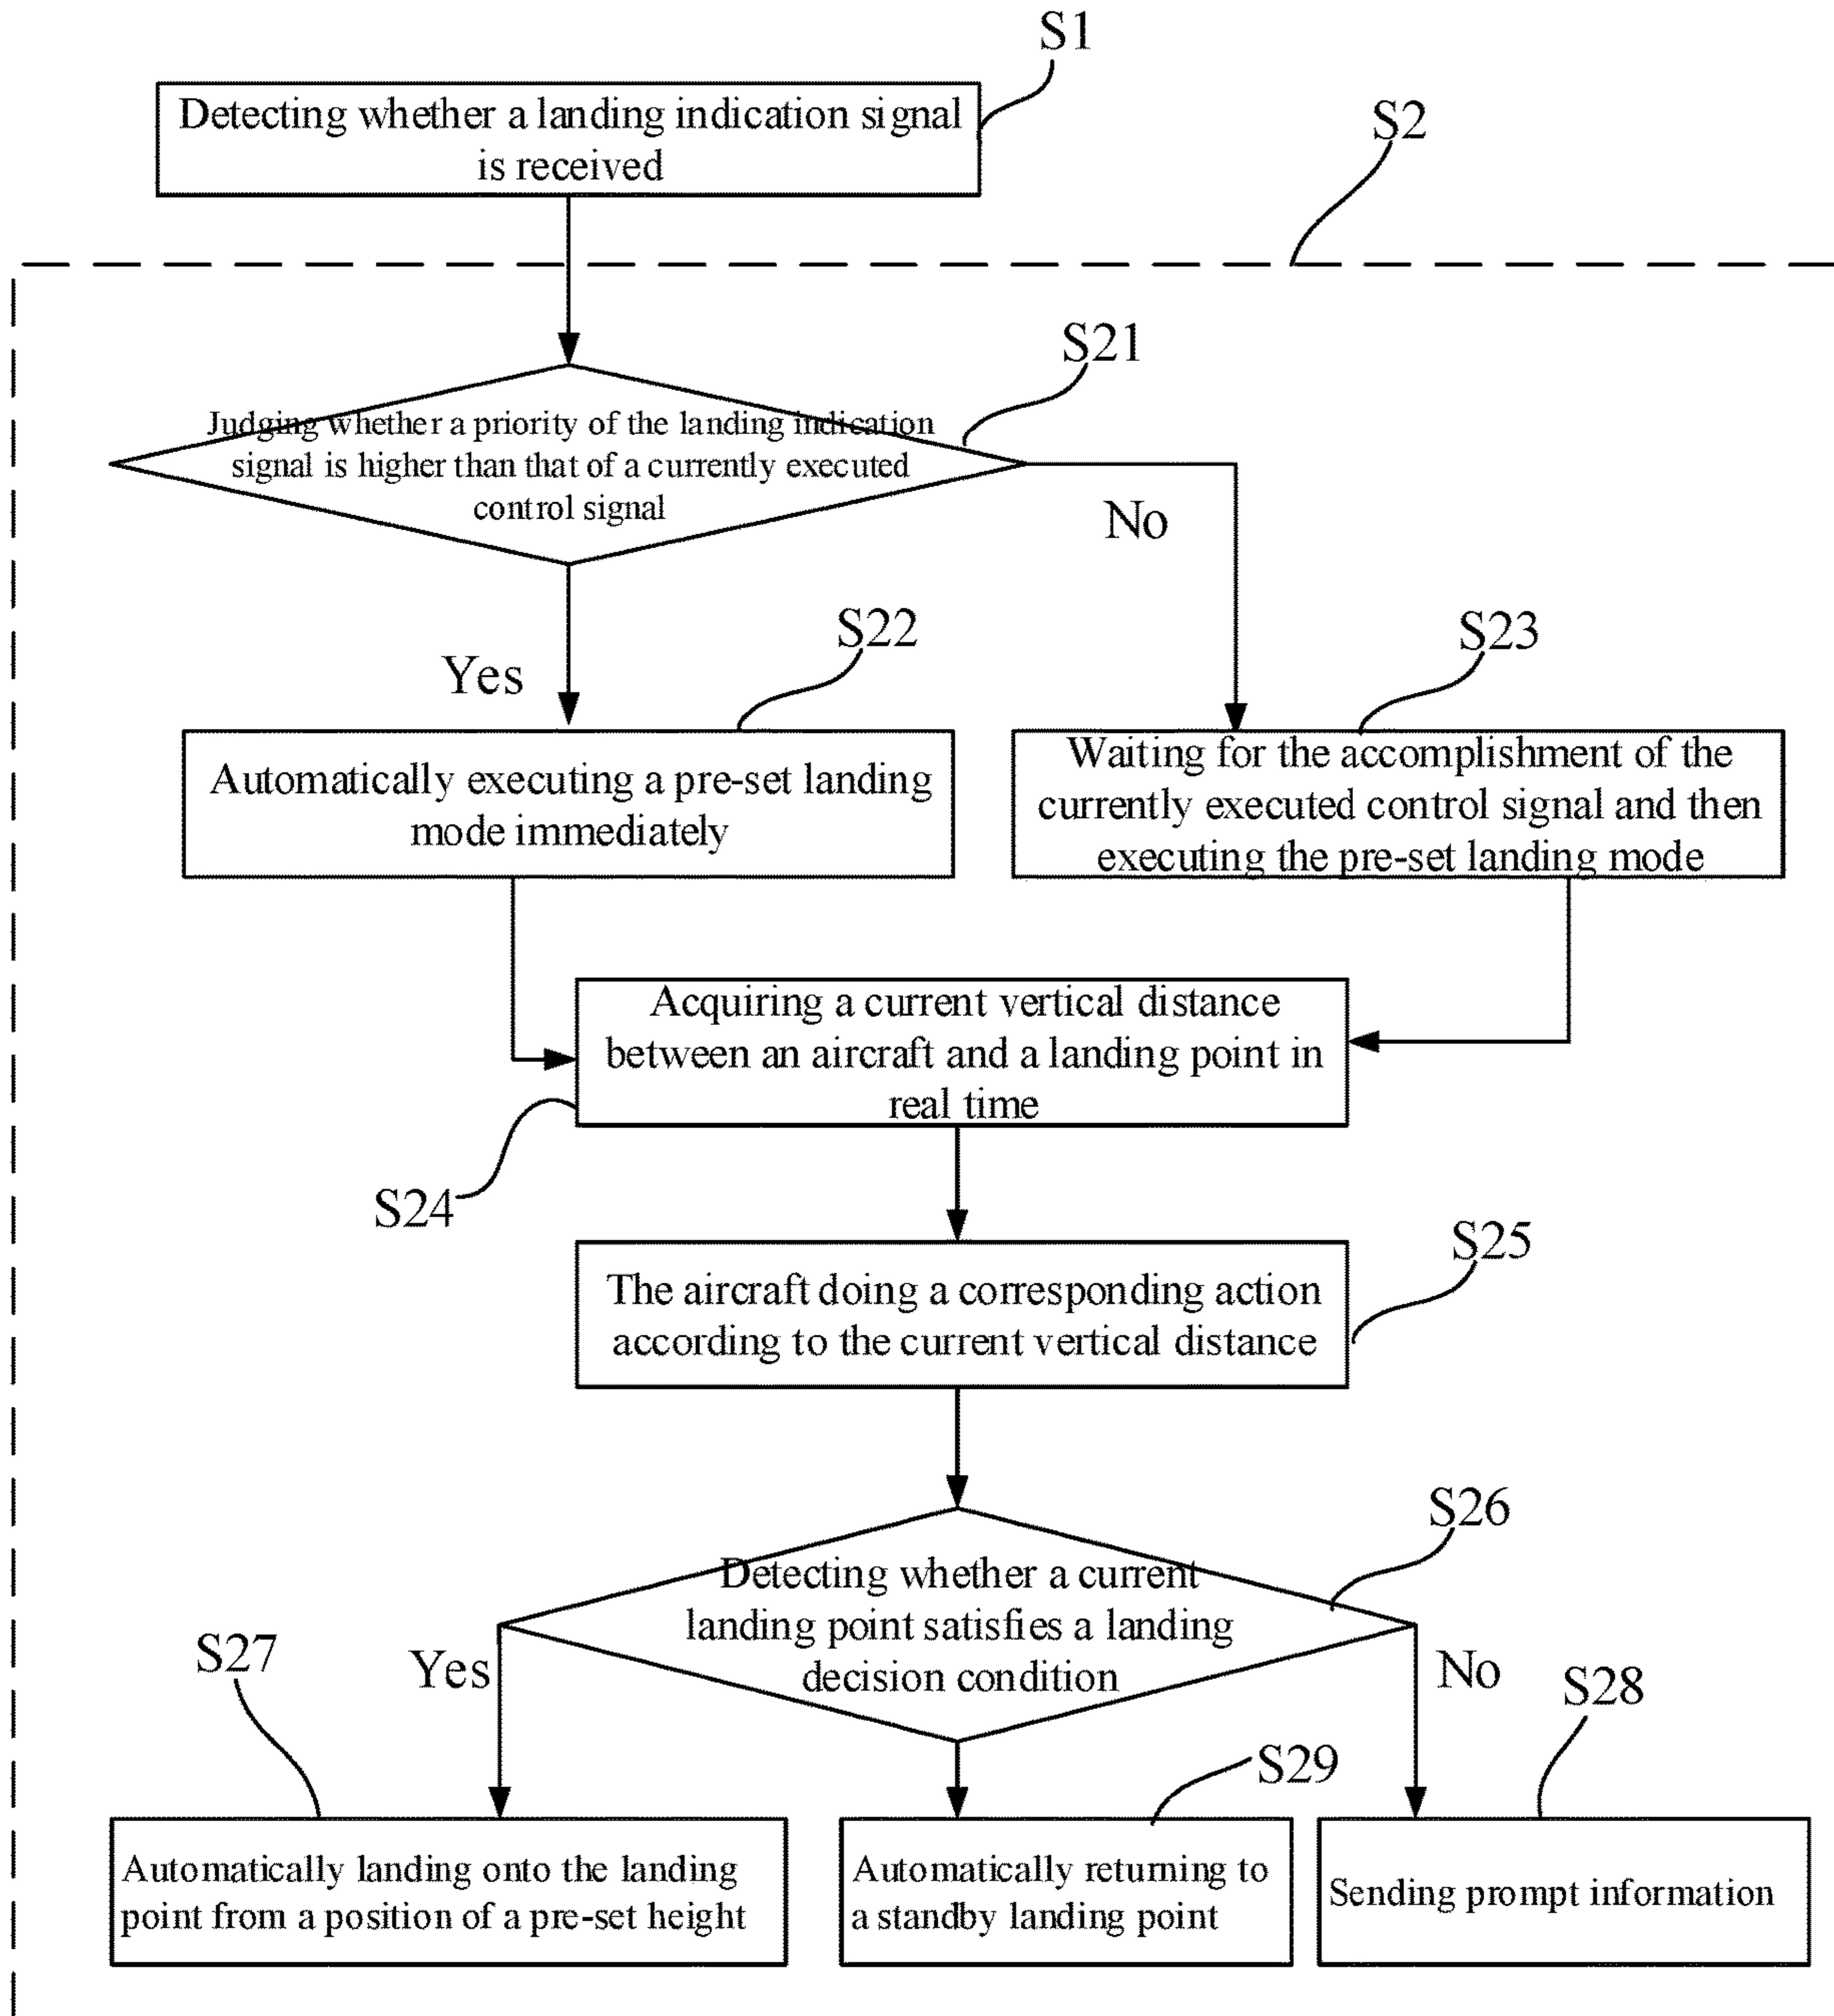 S1
Detecting whether a landing indication signal
is received
S2
S21
Judging whether a priority of the landing indication
signal is higher than that of a currently executed
control signal
No
Yes
S22
S23
Automatically executing a pre-set landing
mode immediately
Waiting for the accomplishment of the
currently executed control signal and then
executing the pre-set landing mode
Acquiring a current vertical distance
between an aircraft and a landing point in
real time
S24
S25
The aircraft doing a corresponding action
according to the current vertical distance
S26
Detecting whether a current
landing point satisfies a landing
decision condition
S27
Yes
No
S28
S29
Automatically landing onto the landing
point from a position of a pre-set height
Automatically returning to
a standby landing point
Sending prompt information